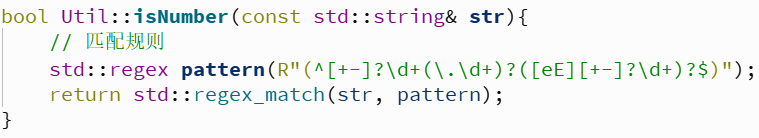 bool Util::isNumber(const std::string& str){
    // 匹配规则
    std::regex pattern(R"(^[+-]?\d+(\.\d+)?([eE][+-]?\d+)?$)");
    return std::regex_match(str, pattern);
}